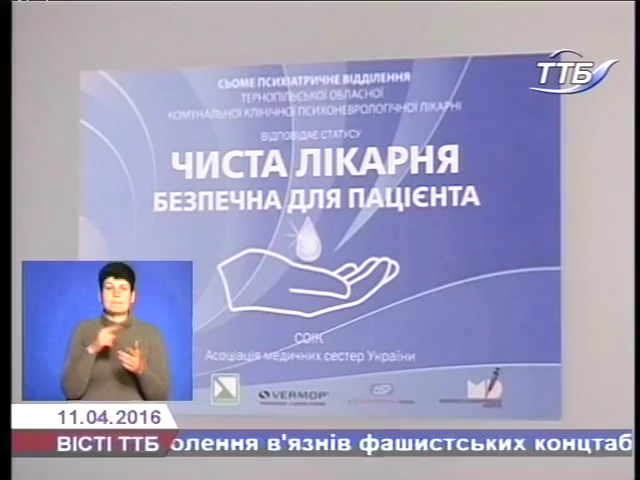 ТТБ
СЬОМЕ ПСИХІАТРИЧНЕ ВІДДІЛЕННЯ
ТЕРНОПІЛЬСЬКОЇ ОБЛАСНОЇ
КОМУНАЛЬНОЇ КЛІНІЧНОЇ ПСИХОНЕВРОЛОГІЧНОЇ ЛІКАРНІ
ВІДПОВІДАЄ СТАТУСУ
ЧИСТА ЛІКАРНЯ
БЕЗПЕЧНА ДЛЯ ПАЦІЄНТА
Асоціація медичних сестер України
VERMOP
11.04.2016
ВІСТІ ТТБ
олення в'язнів фашистських концтаб